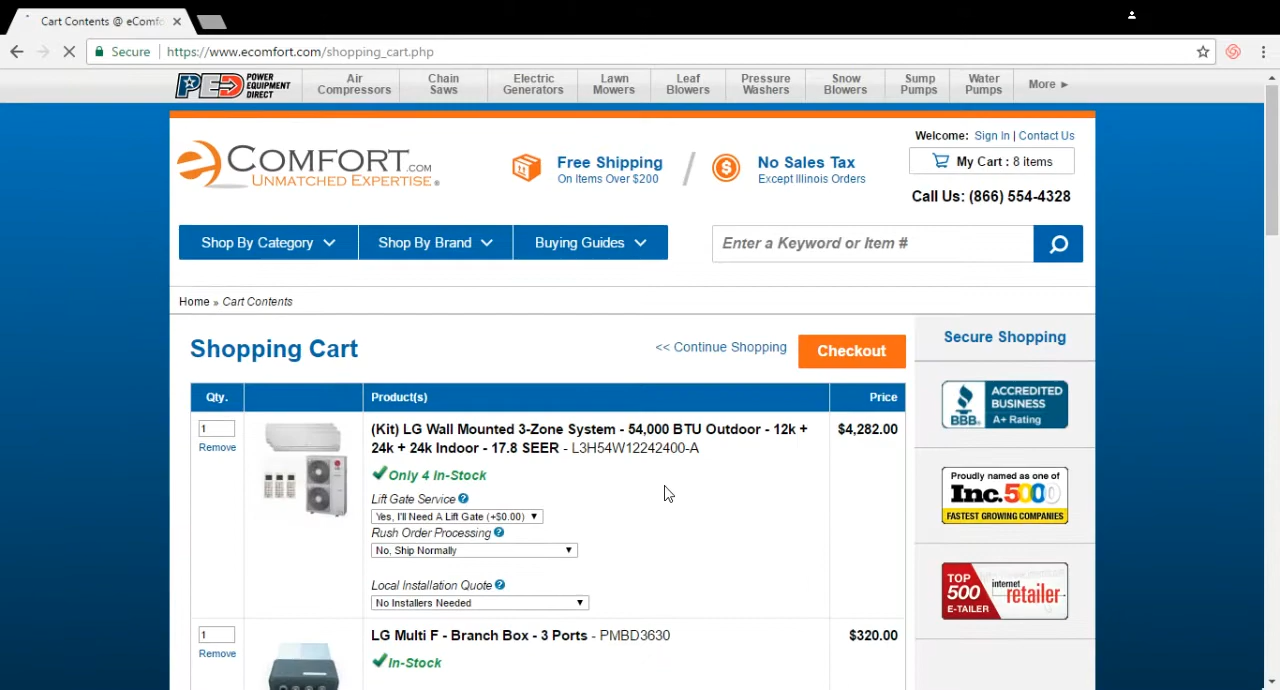 Cart Contents @ eComfo
Secure
https://www.ecomfort.com/shopping_cart.php
PED POWER EQUIPMENT DIRECT
Air Compressors
Chain Saws
Electric Generators
Lawn Mowers
Leaf Blowers
Pressure Washers
Snow Blowers
Sump Pumps
Water Pumps
More ►
eCOMFORT.COM
UNMATCHED EXPERTISE®
Free Shipping
On Items Over $200
No Sales Tax
Except Illinois Orders
Welcome: Sign In | Contact Us
My Cart : 8 items
Call Us: (866) 554-4328
Shop By Category
Shop By Brand
Buying Guides
Enter a Keyword or Item #
Home » Cart Contents
Shopping Cart
<< Continue Shopping
Checkout
Secure Shopping
Qty.
Product(s)
Price
1
Remove
(Kit) LG Wall Mounted 3-Zone System - 54,000 BTU Outdoor - 12k +
24k + 24k Indoor - 17.8 SEER - L3H54W12242400-A
$4,282.00
Only 4 In-Stock
Lift Gate Service ?
Yes, I'll Need A Lift Gate (+$0.00) ▼
Rush Order Processing ?
No, Ship Normally ▼
Local Installation Quote ?
No Installers Needed ▼
1
Remove
LG Multi F - Branch Box - 3 Ports - PMBD3630
$320.00
In-Stock
BBB.
ACCREDITED
BUSINESS
A+ Rating
Proudly named as one of
Inc.5000
FASTEST GROWING COMPANIES
TOP
500
E-TAILER
internet
retailer